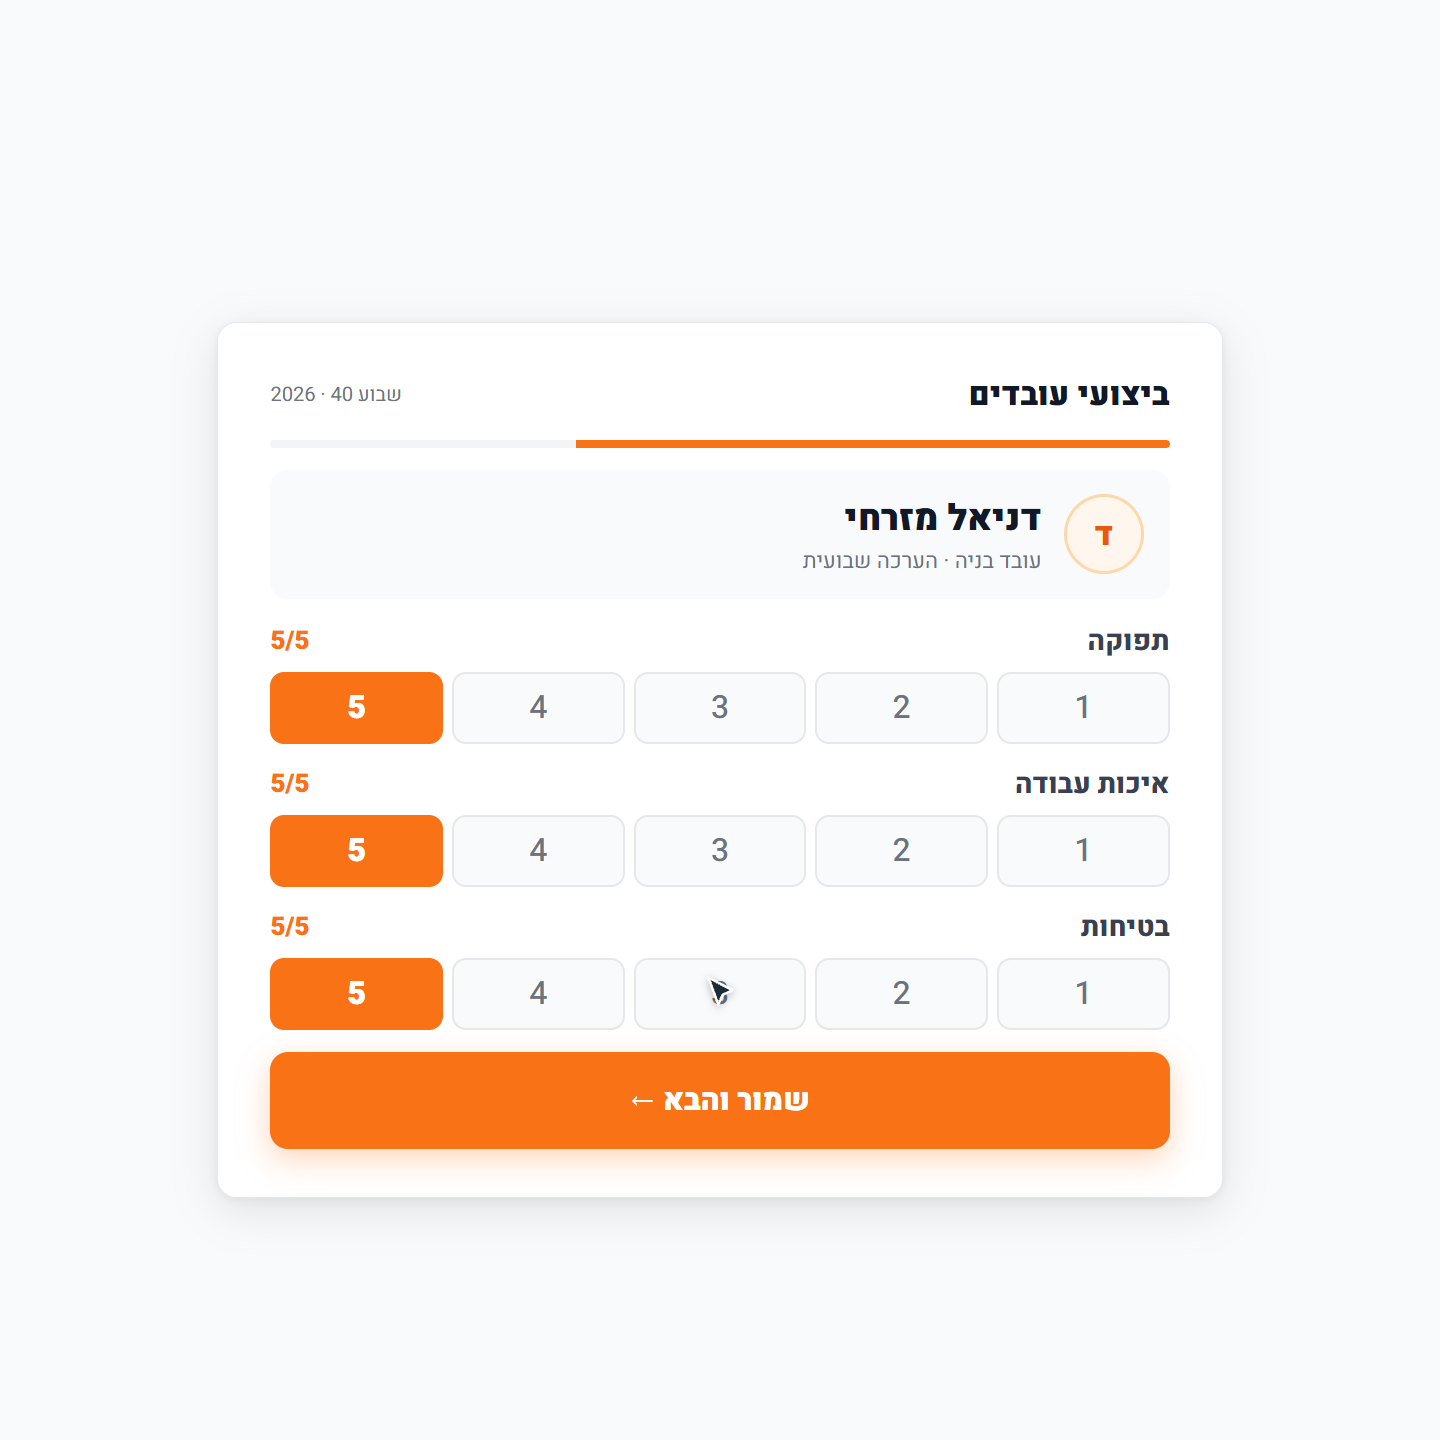 ביצועי עובדים
שבוע 40 · 2026
ד
דניאל מזרחי
עובד בניה · הערכה שבועית
תפוקה 5/5
1 2 3 4 5
איכות עבודה 5/5
1 2 3 4 5
בטיחות 5/5
1 2 4 5
שמור והבא ←